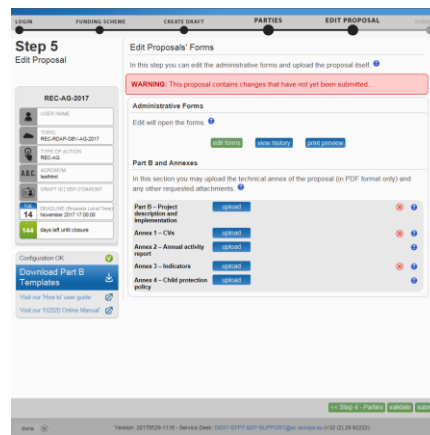 LOGIN FUNDING SCHEME CREATE DRAFT PARTIES EDIT PROPOSAL
Step 5
Edit Proposal
REC-AG-2017
USER NAME
TOPIC
REC-RDAP-GBV-AG-2017
TYPE OF ACTION
REC-AG
A.B.C. ACRONYM
testtext
DEADLINE (Brussels Local Time)
14 November 2017 17:00:00
144 days left until closure
Configuration OK
Download Part B
Templates
Visit our 'How to' user guide
Visit our 'H2020 Online Manual'
Edit Proposals' Forms
In this step you can edit the administrative forms and upload the proposal itself.
WARNING: This proposal contains changes that have not yet been submitted...
Administrative Forms
Edit will open the forms.
edit forms view history print preview
Part B and Annexes
In this section you may upload the technical annex of the proposal (in PDF format only) and
any other requested attachments.
Part B – Project
description and
implementation
upload
Annex 1 – CVs upload
Annex 2 – Annual activity
report
upload
Annex 3 – Indicators upload
Annex 4 – Child protection
policy
upload
<< Step 4 - Parties validate
done